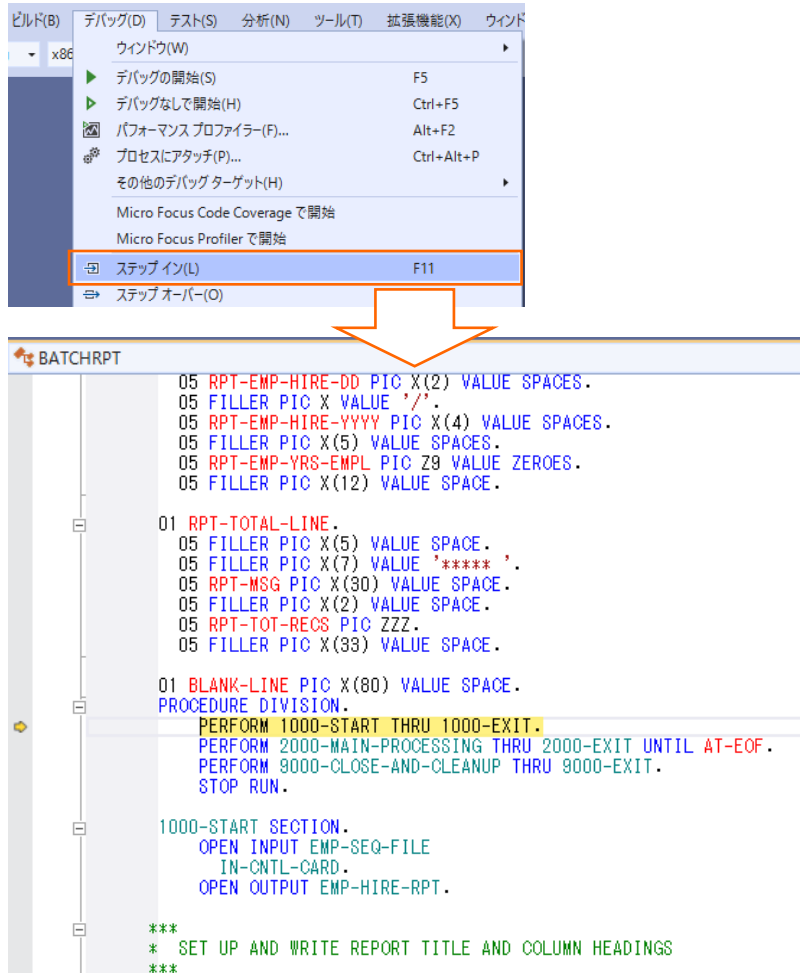 ビルド(B) デバッグ(D) テスト(S) 分析(N) ツール(T) 拡張機能(X) ウィンド
x86
ウィンドウ(W)
デバッグの開始(S) F5
デバッグなしで開始(H) Ctrl+F5
パフォーマンス プロファイラー(F)... Alt+F2
プロセスにアタッチ(P)... Ctrl+Alt+P
その他のデバッグ ターゲット(H)
Micro Focus Code Coverage で開始
Micro Focus Profiler で開始
ステップ イン(L) F11
ステップ オーバー(O)
BATCHRPT
05 RPT-EMP-HIRE-DD PIC X(2) VALUE SPACES.
05 FILLER PIC X VALUE '/'.
05 RPT-EMP-HIRE-YYYY PIC X(4) VALUE SPACES.
05 FILLER PIC X(5) VALUE SPACES.
05 RPT-EMP-YRS-EMPL PIC Z9 VALUE ZEROES.
05 FILLER PIC X(12) VALUE SPACE.
01 RPT-TOTAL-LINE.
05 FILLER PIC X(5) VALUE SPACE.
05 FILLER PIC X(7) VALUE '***** '.
05 RPT-MSG PIC X(30) VALUE SPACE.
05 FILLER PIC X(2) VALUE SPACE.
05 RPT-TOT-RECS PIC ZZZ.
05 FILLER PIC X(33) VALUE SPACE.
01 BLANK-LINE PIC X(80) VALUE SPACE.
PROCEDURE DIVISION.
PERFORM 1000-START THRU 1000-EXIT.
PERFORM 2000-MAIN-PROCESSING THRU 2000-EXIT UNTIL AT-EOF.
PERFORM 9000-CLOSE-AND-CLEANUP THRU 9000-EXIT.
STOP RUN.
1000-START SECTION.
OPEN INPUT EMP-SEQ-FILE
IN-CNTL-CARD.
OPEN OUTPUT EMP-HIRE-RPT.
***
* SET UP AND WRITE REPORT TITLE AND COLUMN HEADINGS
***